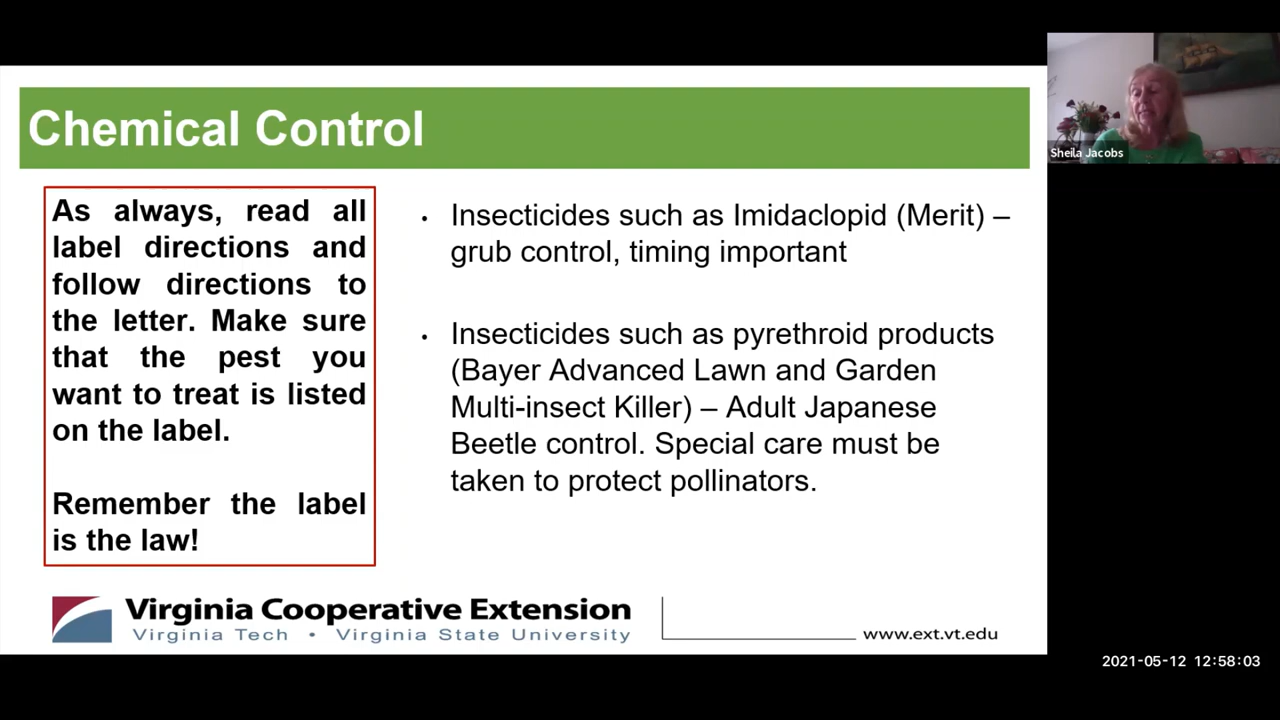 Chemical Control
As always, read all
label directions and
follow directions to
the letter. Make sure
that the pest you
want to treat is listed
on the label.
Remember the label
is the law!
• Insecticides such as Imidaclopid (Merit) –
grub control, timing important
• Insecticides such as pyrethroid products
(Bayer Advanced Lawn and Garden
Multi-insect Killer) – Adult Japanese
Beetle control. Special care must be
taken to protect pollinators.
Virginia Cooperative Extension
Virginia Tech • Virginia State University
www.ext.vt.edu
Sheila Jacobs
2021-05-12 12:58:03